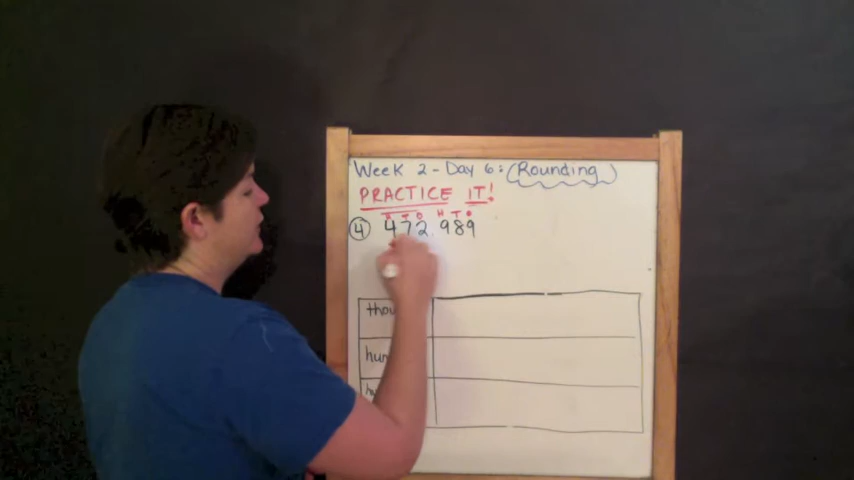 Week 2 - Day 6: (Rounding)
PRACTICE IT!
H T O H T O
④ 472,989